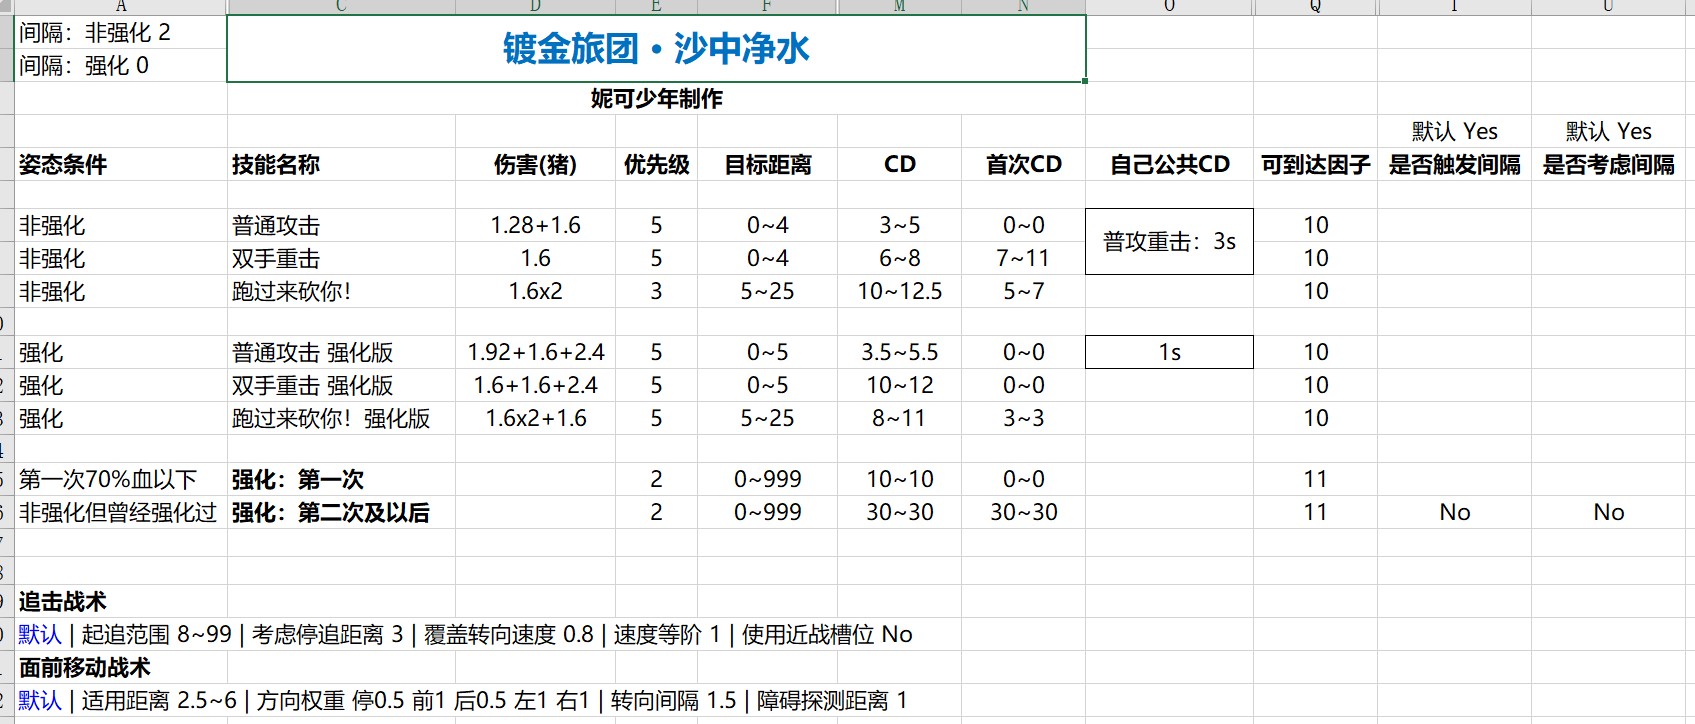 A C D E F M N O Q T U
间隔：非强化 2
镀金旅团·沙中净水
间隔：强化 0
妮可少年制作
默认 Yes 默认 Yes
姿态条件 技能名称 伤害(猪) 优先级 目标距离 CD 首次CD 自己公共CD 可到达因子 是否触发间隔 是否考虑间隔
非强化 普通攻击 1.28+1.6 5 0~4 3~5 0~0 普攻重击：3s 10
非强化 双手重击 1.6 5 0~4 6~8 7~11 10
非强化 跑过来砍你！ 1.6x2 3 5~25 10~12.5 5~7 10
强化 普通攻击 强化版 1.92+1.6+2.4 5 0~5 3.5~5.5 0~0 1s 10
强化 双手重击 强化版 1.6+1.6+2.4 5 0~5 10~12 0~0 10
强化 跑过来砍你！强化版 1.6x2+1.6 5 5~25 8~11 3~3 10
第一次70%血以下 强化：第一次 2 0~999 10~10 0~0 11
非强化但曾经强化过 强化：第二次及以后 2 0~999 30~30 30~30 11 No No
追击战术
默认 | 起追范围 8~99 | 考虑停追距离 3 | 覆盖转向速度 0.8 | 速度等阶 1 | 使用近战槽位 No
面前移动战术
默认 | 适用距离 2.5~6 | 方向权重 停0.5 前1 后0.5 左1 右1 | 转向间隔 1.5 | 障碍探测距离 1